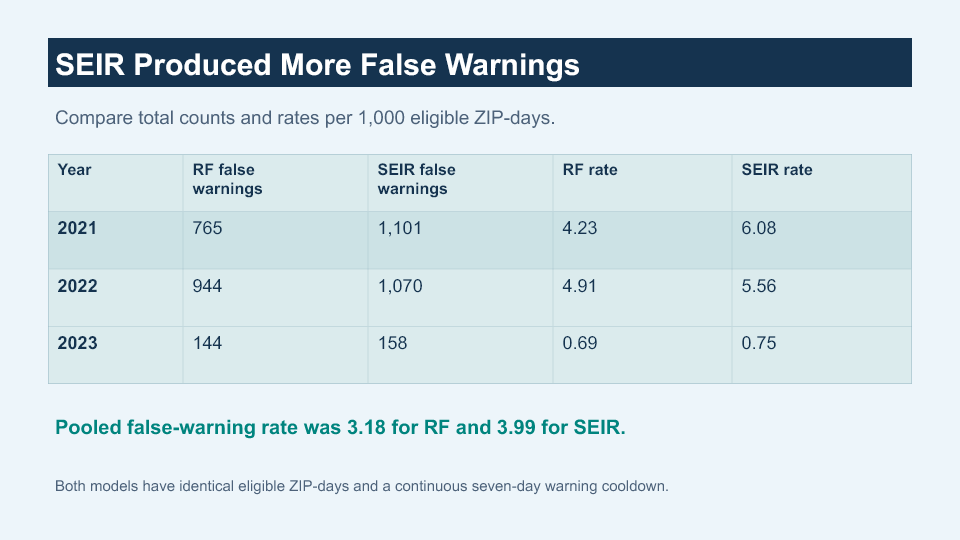 SEIR Produced More False Warnings
Compare total counts and rates per 1,000 eligible ZIP-days.
Year RF false warnings SEIR false warnings RF rate SEIR rate
2021 765 1,101 4.23 6.08
2022 944 1,070 4.91 5.56
2023 144 158 0.69 0.75
Pooled false-warning rate was 3.18 for RF and 3.99 for SEIR.
Both models have identical eligible ZIP-days and a continuous seven-day warning cooldown.